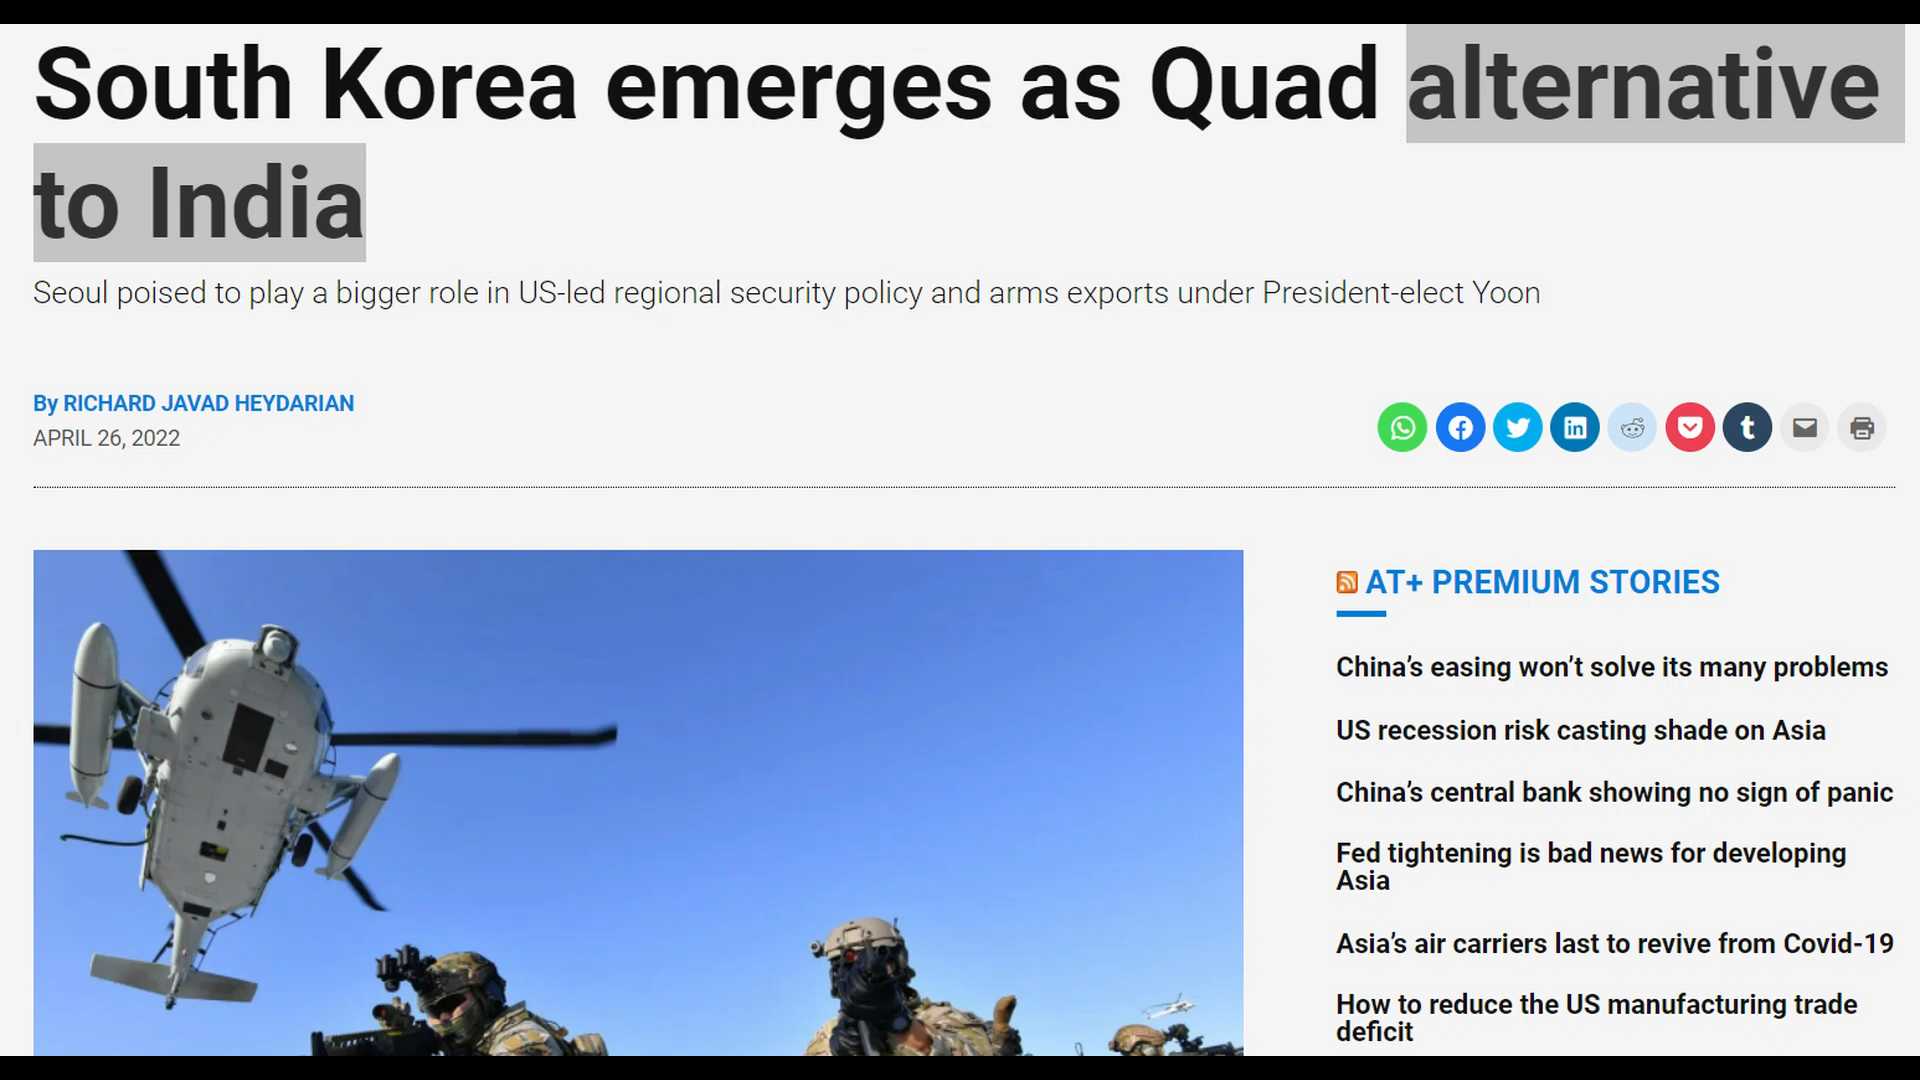 South Korea emerges as Quad alternative
to India
Seoul poised to play a bigger role in US-led regional security policy and arms exports under President-elect Yoon
By RICHARD JAVAD HEYDARIAN
APRIL 26, 2022
AT+ PREMIUM STORIES
China’s easing won’t solve its many problems
US recession risk casting shade on Asia
China’s central bank showing no sign of panic
Fed tightening is bad news for developing
Asia
Asia’s air carriers last to revive from Covid-19
How to reduce the US manufacturing trade
deficit